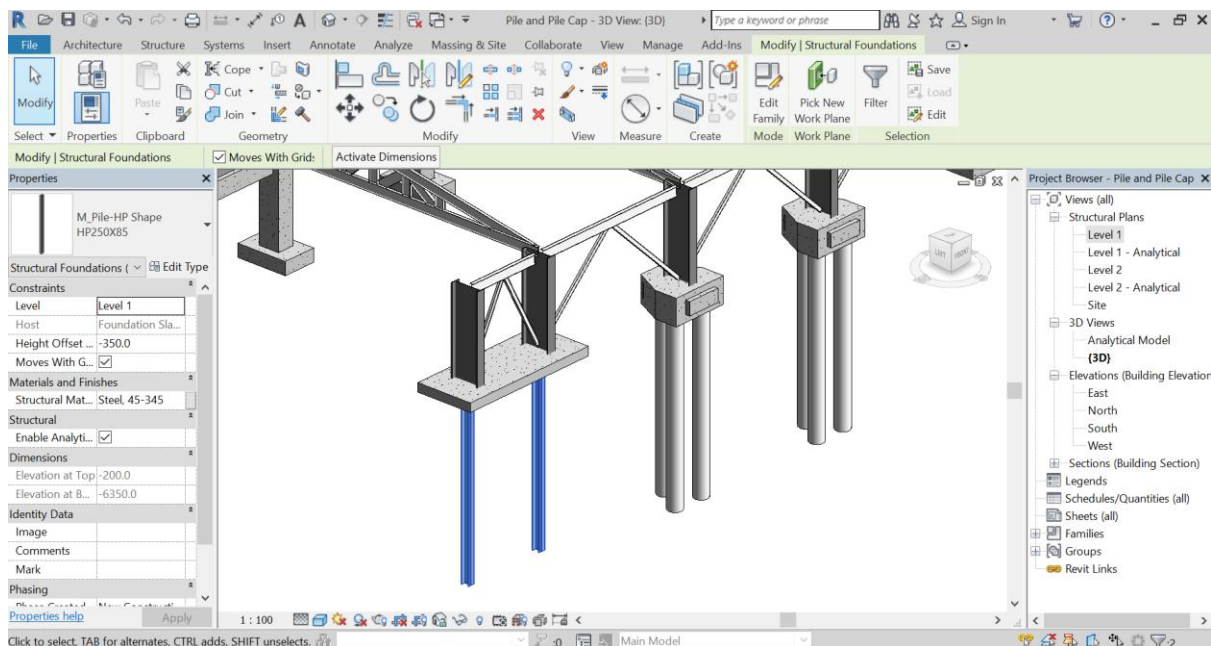 Pile and Pile Cap - 3D View: {3D}
Type a keyword or phrase
Sign In
File Architecture Structure Systems Insert Annotate Analyze Massing & Site Collaborate View Manage Add-Ins Modify | Structural Foundations
Cope
Save
Cut
Load
Modify
Paste
Join
Edit Family
Pick New Work Plane
Filter
Edit
Select Properties Clipboard Geometry Modify View Measure Create Mode Work Plane Selection
Modify | Structural Foundations
Moves With Grids
Activate Dimensions
Properties
M_Pile-HP Shape
HP250X85
Structural Foundations (
Edit Type
Constraints
Level Level 1
Host Foundation Sla...
Height Offset ... -350.0
Moves With G...
Materials and Finishes
Structural Mat... Steel, 45-345
Structural
Enable Analyti...
Dimensions
Elevation at Top -200.0
Elevation at B... -6350.0
Identity Data
Image
Comments
Mark
Phasing
Properties help
Apply
LEFT
FRONT
1 : 100
Project Browser - Pile and Pile Cap
Views (all)
Structural Plans
Level 1
Level 1 - Analytical
Level 2
Level 2 - Analytical
Site
3D Views
Analytical Model
{3D}
Elevations (Building Elevation
East
North
South
West
Sections (Building Section)
Legends
Schedules/Quantities (all)
Sheets (all)
Families
Groups
Revit Links
Click to select, TAB for alternates, CTRL adds, SHIFT unselects.
:0
Main Model
:2